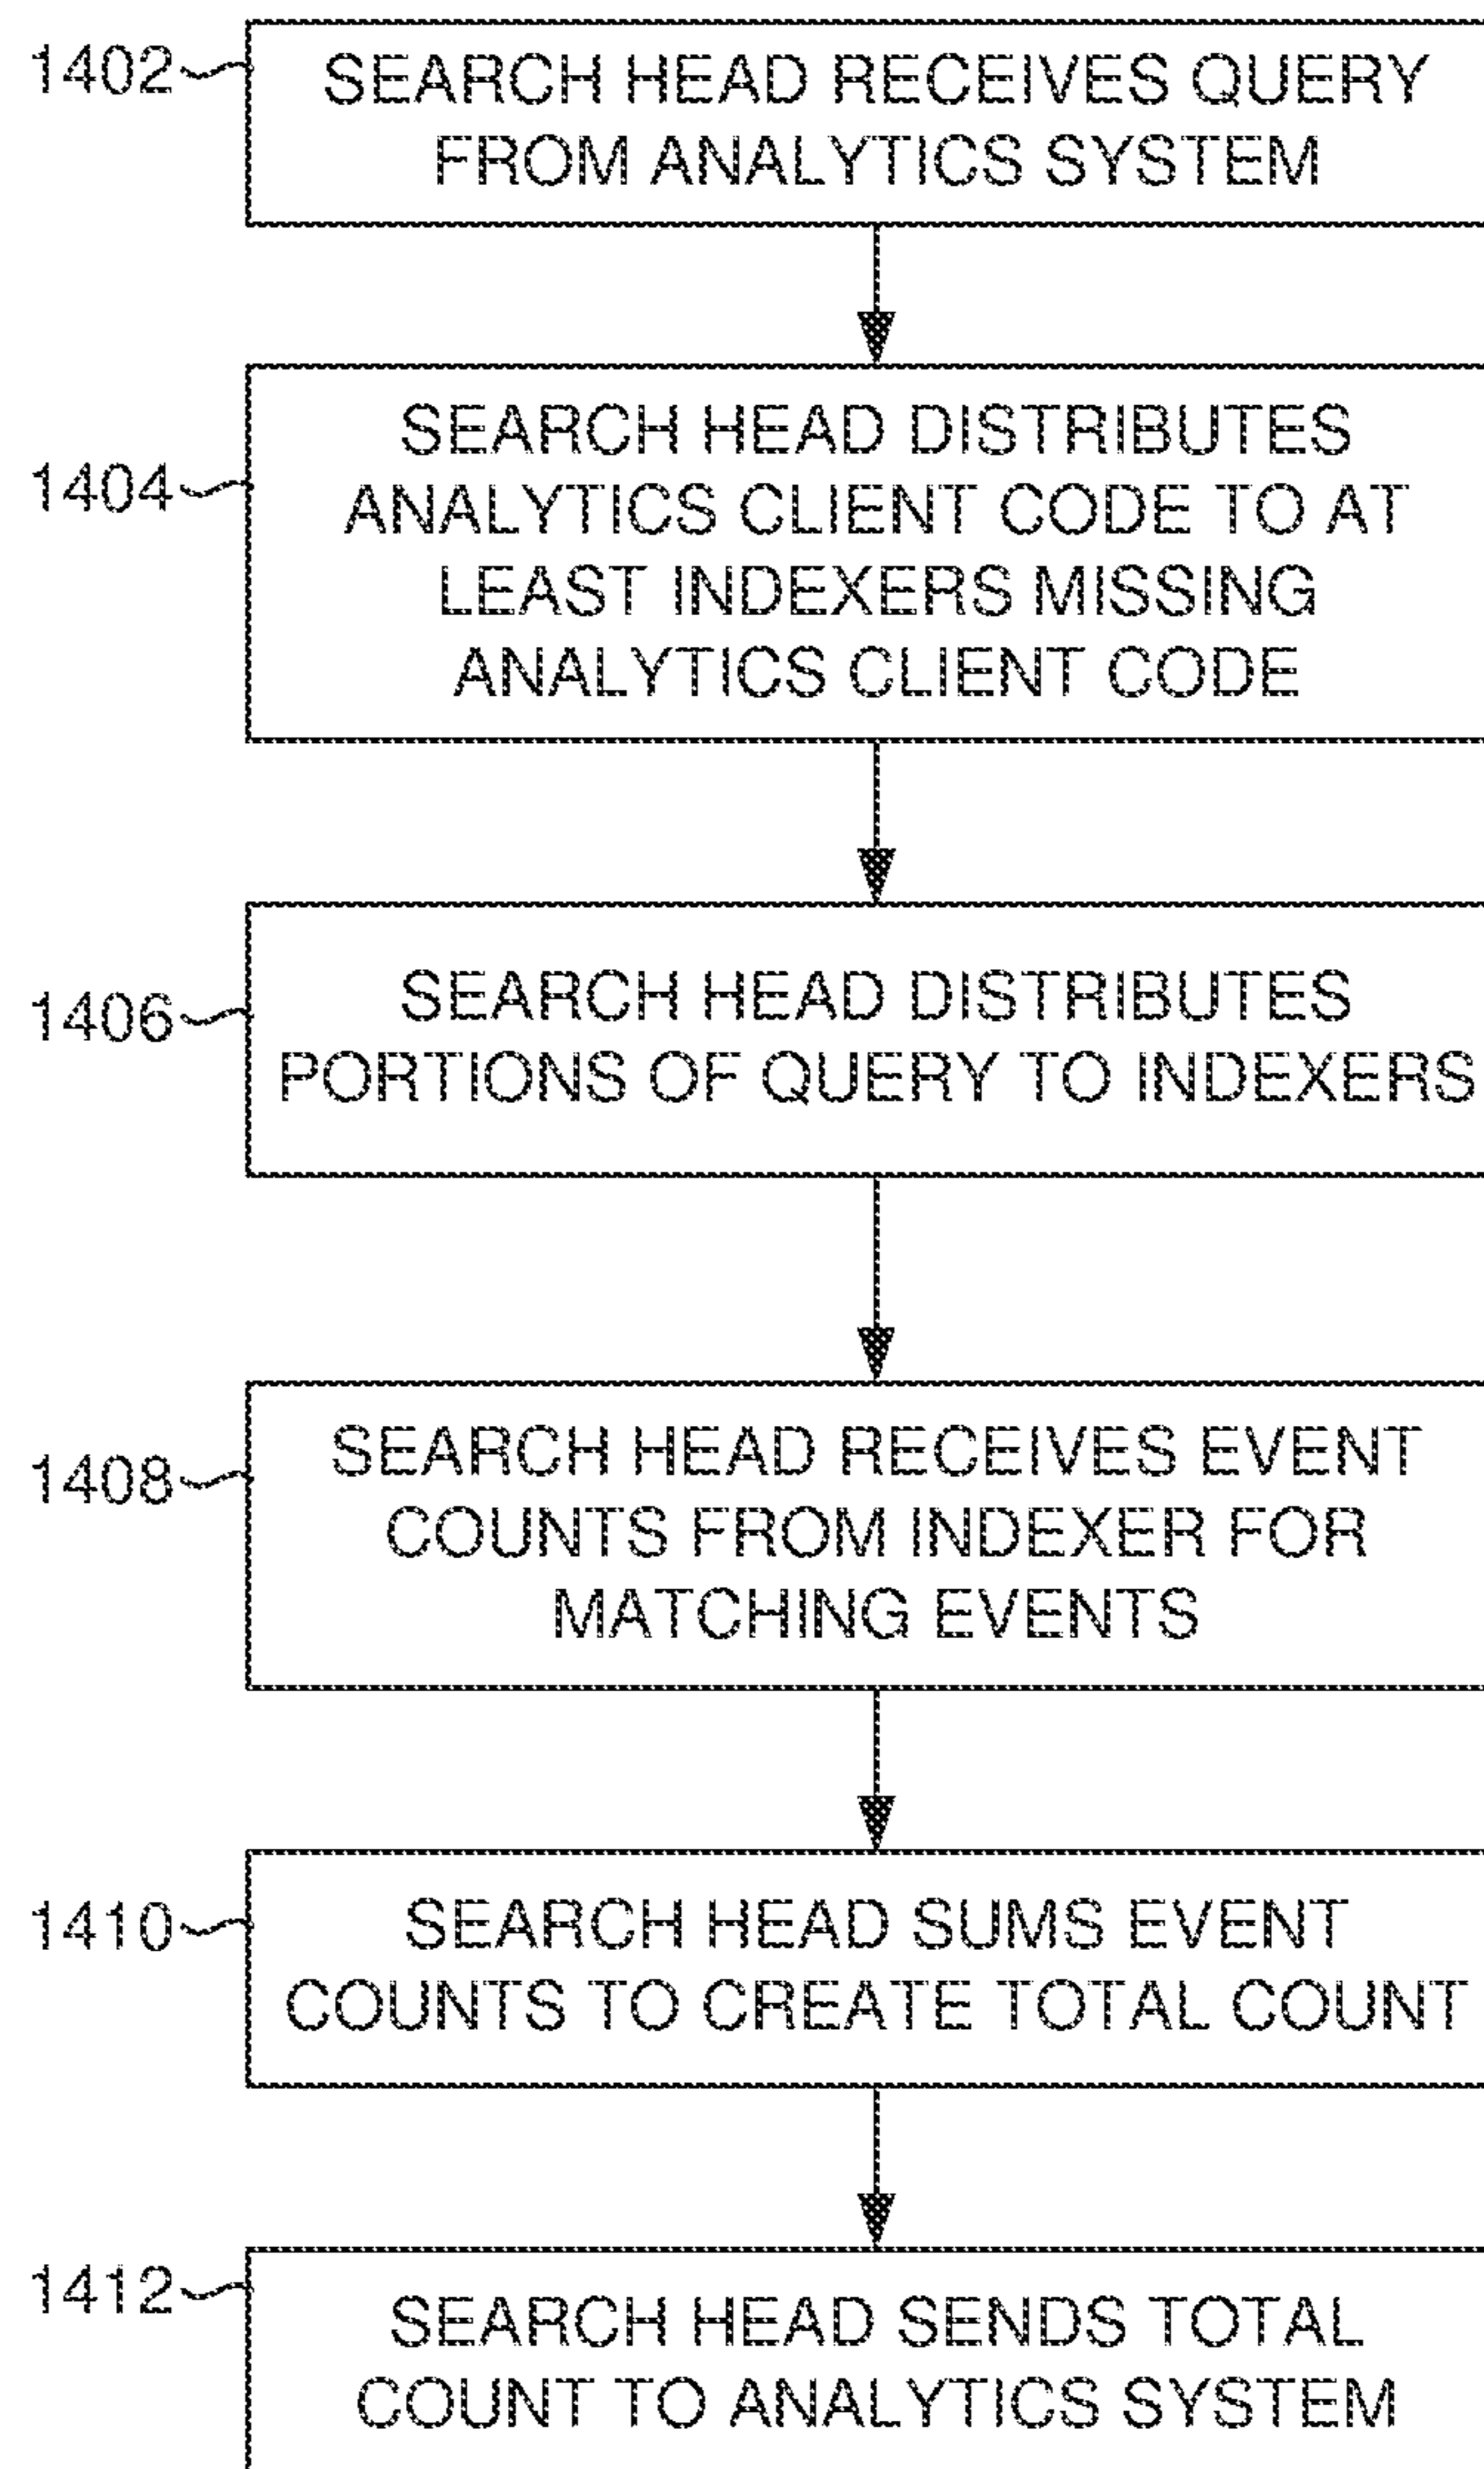 1402
SEARCH HEAD RECEIVES QUERY
FROM ANALYTICS SYSTEM
1404
SEARCH HEAD DISTRIBUTES
ANALYTICS CLIENT CODE TO AT
LEAST INDEXERS MISSING
ANALYTICS CLIENT CODE
1406
SEARCH HEAD DISTRIBUTES
PORTIONS OF QUERY TO INDEXERS
1408
SEARCH HEAD RECEIVES EVENT
COUNTS FROM INDEXER FOR
MATCHING EVENTS
1410
SEARCH HEAD SUMS EVENT
COUNTS TO CREATE TOTAL COUNT
1412
SEARCH HEAD SENDS TOTAL
COUNT TO ANALYTICS SYSTEM